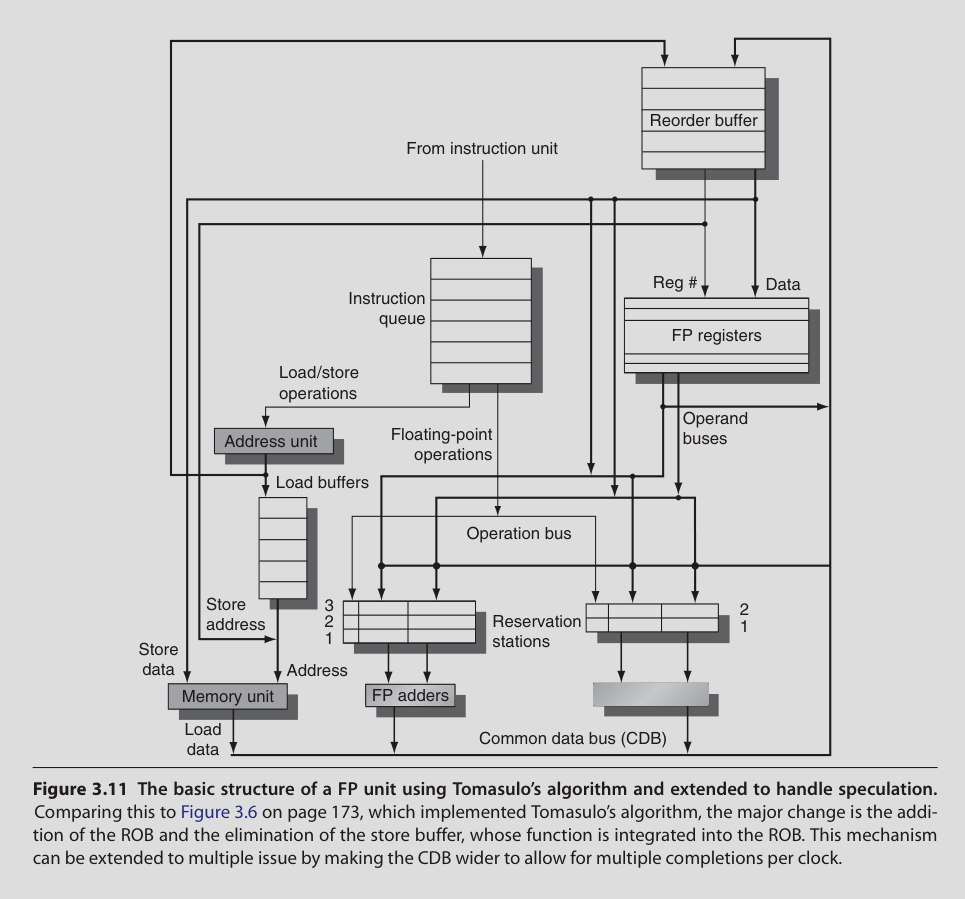 Reorder buffer
From instruction unit
Reg #
Data
Instruction
queue
FP registers
Load/store
operations
Operand
buses
Address unit
Floating-point
operations
Load buffers
Operation bus
Store
address
3
2
1
Reservation
stations
2
1
Store
data
Address
Memory unit
FP adders
Load
data
Common data bus (CDB)
Figure 3.11 The basic structure of a FP unit using Tomasulo’s algorithm and extended to handle speculation.
Comparing this to Figure 3.6 on page 173, which implemented Tomasulo’s algorithm, the major change is the addi-
tion of the ROB and the elimination of the store buffer, whose function is integrated into the ROB. This mechanism
can be extended to multiple issue by making the CDB wider to allow for multiple completions per clock.